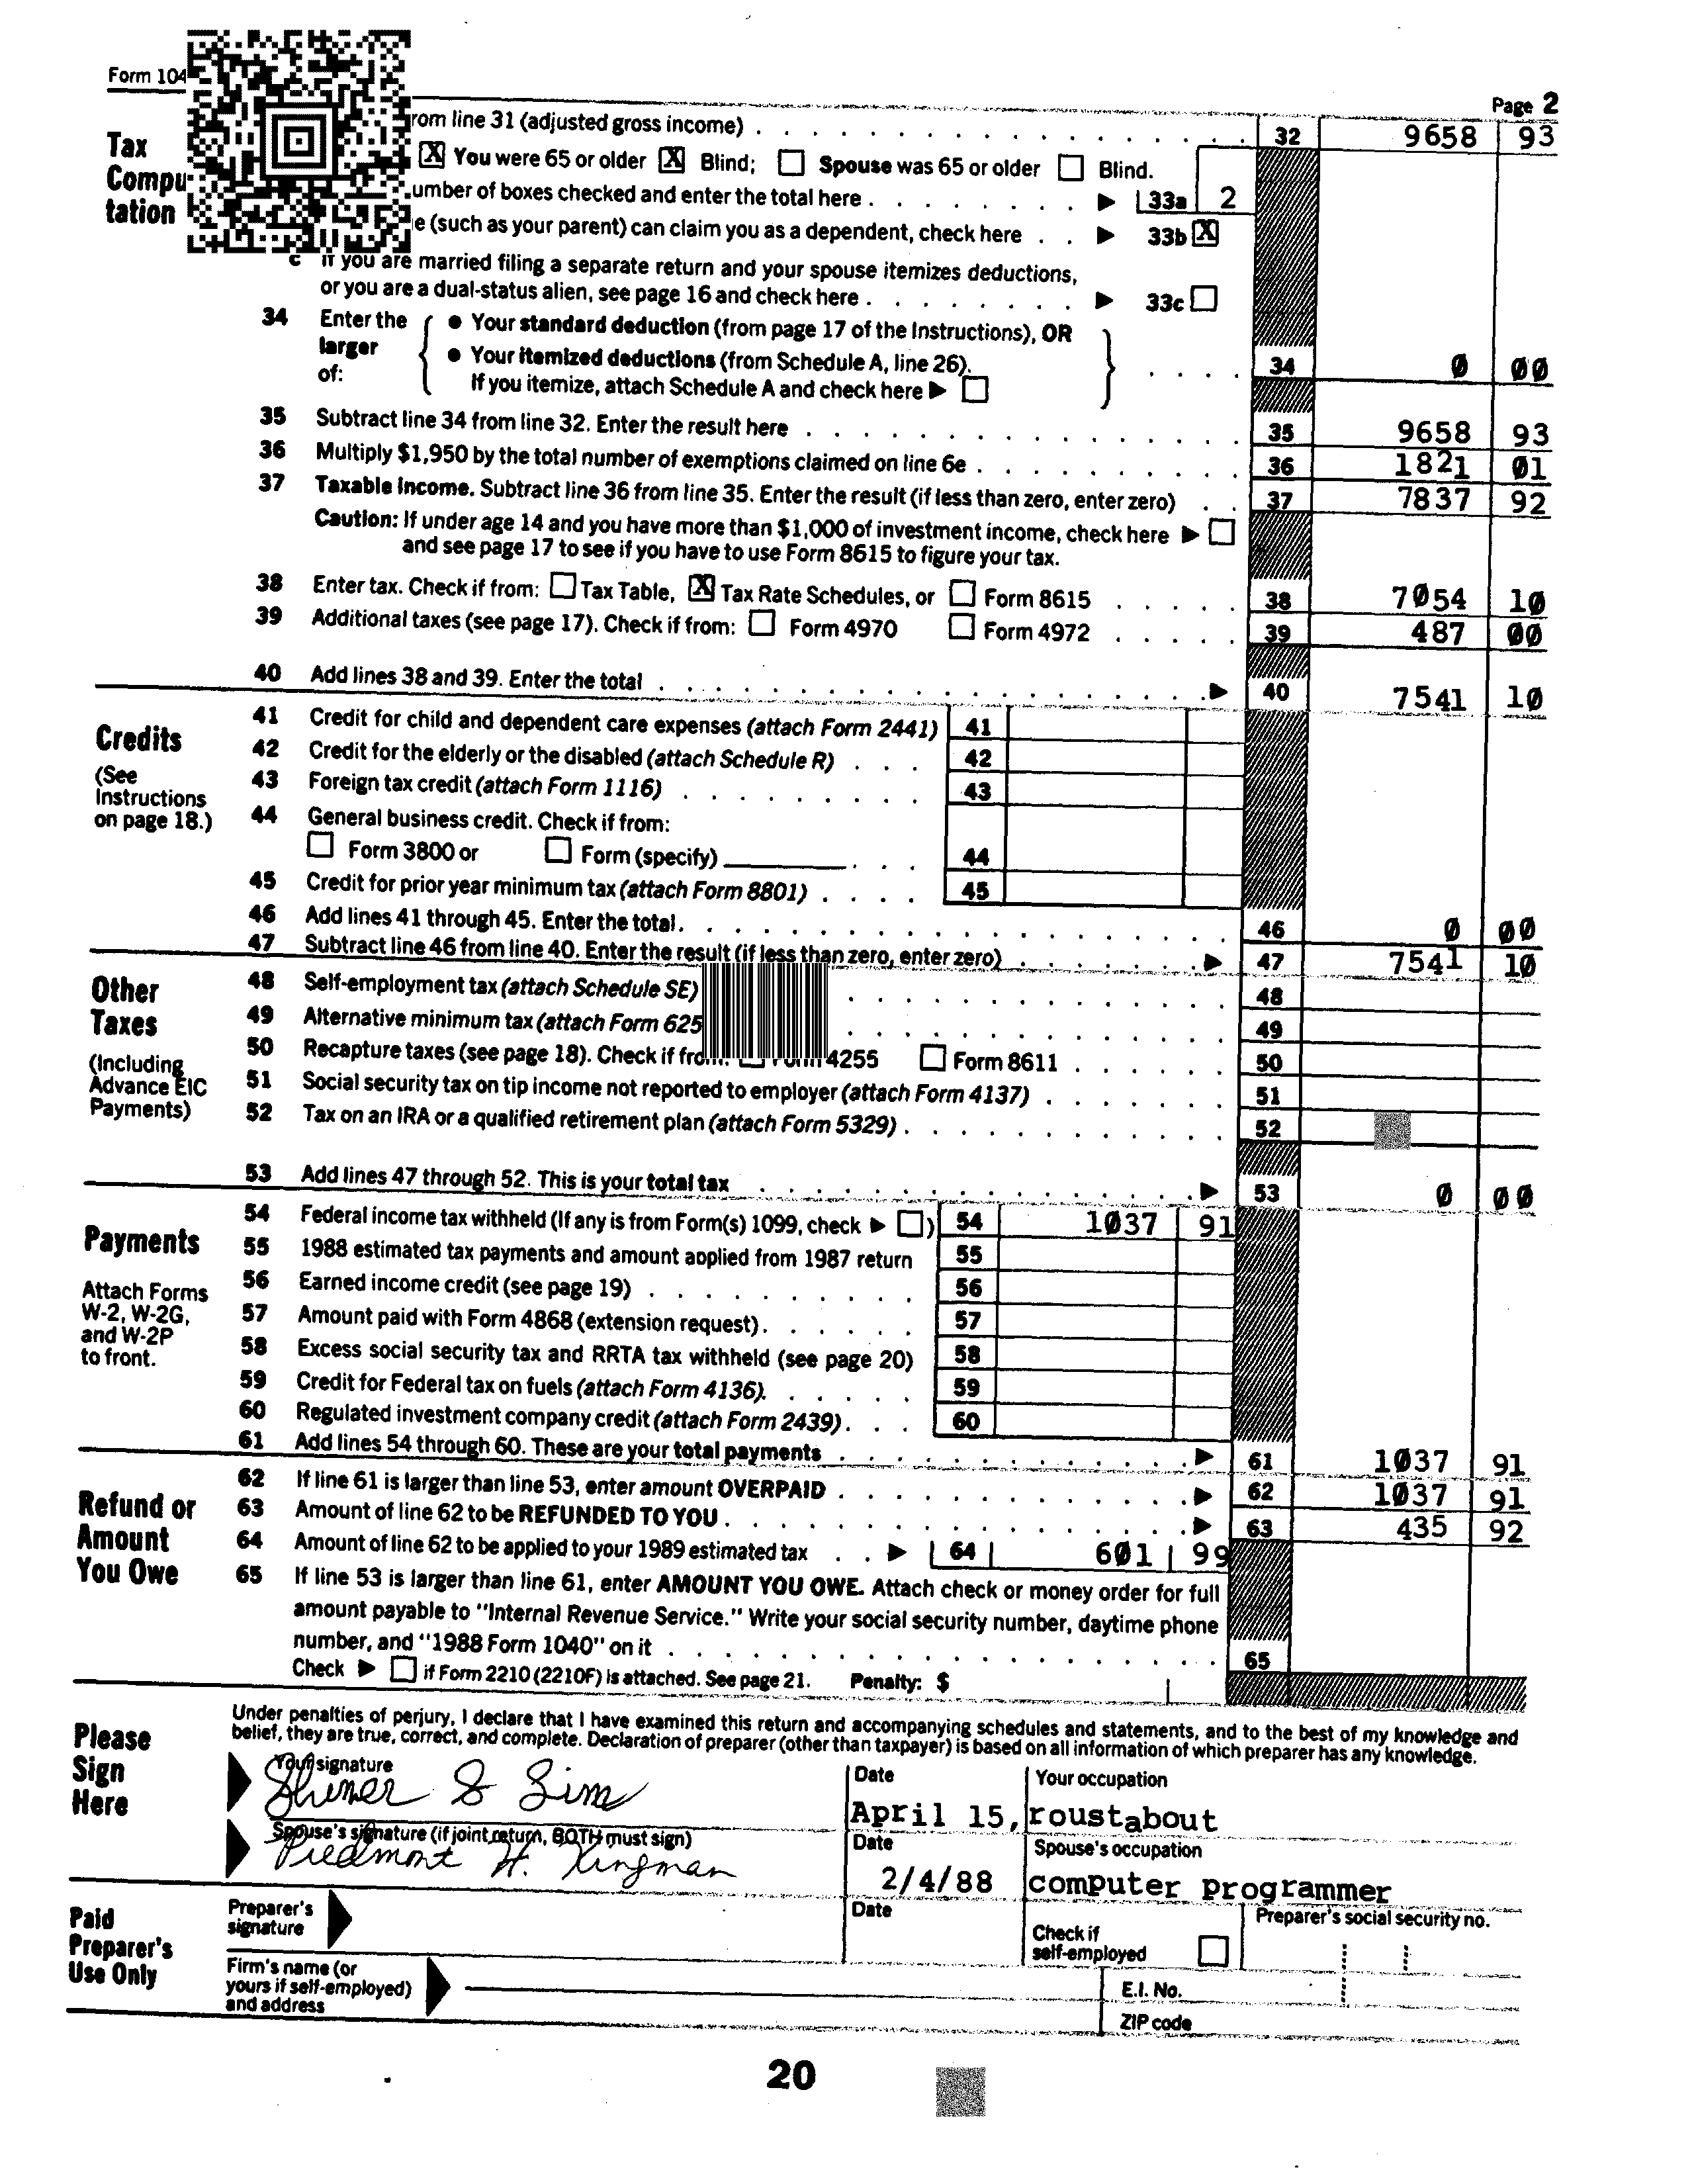 Form 104
Page 2
Tax Compu- tation
rom line 31 (adjusted gross income) . . . 32 9658 93
X You were 65 or older X Blind; Spouse was 65 or older Blind.
umber of boxes checked and enter the total here . . . 33a 2
e (such as your parent) can claim you as a dependent, check here . . 33b X
c If you are married filing a separate return and your spouse itemizes deductions,
or you are a dual-status alien, see page 16 and check here . . . 33c
34 Enter the larger of: { • Your standard deduction (from page 17 of the Instructions), OR
• Your itemized deductions (from Schedule A, line 26).
If you itemize, attach Schedule A and check here } . . . . 34 0 00
35 Subtract line 34 from line 32. Enter the result here . . . 35 9658 93
36 Multiply $1,950 by the total number of exemptions claimed on line 6e . . . 36 1821 01
37 Taxable income. Subtract line 36 from line 35. Enter the result (if less than zero, enter zero) . . 37 7837 92
Caution: If under age 14 and you have more than $1,000 of investment income, check here
and see page 17 to see if you have to use Form 8615 to figure your tax.
38 Enter tax. Check if from: Tax Table, X Tax Rate Schedules, or Form 8615 . . . 38 7054 10
39 Additional taxes (see page 17). Check if from: Form 4970 Form 4972 . . . 39 487 00
40 Add lines 38 and 39. Enter the total . . . 40 7541 10
Credits
(See Instructions on page 18.)
41 Credit for child and dependent care expenses (attach Form 2441) 41
42 Credit for the elderly or the disabled (attach Schedule R) . . . 42
43 Foreign tax credit (attach Form 1116) . . . 43
44 General business credit. Check if from:
Form 3800 or Form (specify) . . . 44
45 Credit for prior year minimum tax (attach Form 8801) . . . . 45
46 Add lines 41 through 45. Enter the total. . . . 46 0 00
47 Subtract line 46 from line 40. Enter the result (if less than zero, enter zero) . . . 47 7541 10
Other Taxes
(Including Advance EIC Payments)
48 Self-employment tax (attach Schedule SE) . . . 48
49 Alternative minimum tax (attach Form 625 . . . 49
50 Recapture taxes (see page 18). Check if from: Form 4255 Form 8611 . . . 50
51 Social security tax on tip income not reported to employer (attach Form 4137) . . . 51
52 Tax on an IRA or a qualified retirement plan (attach Form 5329) . . . 52
53 Add lines 47 through 52. This is your total tax . . . 53 0 00
Payments
Attach Forms W-2, W-2G, and W-2P to front.
54 Federal income tax withheld (If any is from Form(s) 1099, check ) 54 1037 91
55 1988 estimated tax payments and amount applied from 1987 return 55
56 Earned income credit (see page 19) . . . 56
57 Amount paid with Form 4868 (extension request) . . . 57
58 Excess social security tax and RRTA tax withheld (see page 20) 58
59 Credit for Federal tax on fuels (attach Form 4136). . . . 59
60 Regulated investment company credit (attach Form 2439) . . . 60
61 Add lines 54 through 60. These are your total payments . . . 61 1037 91
Refund or Amount You Owe
62 If line 61 is larger than line 53, enter amount OVERPAID . . . 62 1037 91
63 Amount of line 62 to be REFUNDED TO YOU . . . 63 435 92
64 Amount of line 62 to be applied to your 1989 estimated tax . . 64 601 99
65 If line 53 is larger than line 61, enter AMOUNT YOU OWE. Attach check or money order for full
amount payable to "Internal Revenue Service." Write your social security number, daytime phone
number, and "1988 Form 1040" on it . . . 65
Check if Form 2210 (2210F) is attached. See page 21. Penalty: $
Please Sign Here
Under penalties of perjury, I declare that I have examined this return and accompanying schedules and statements, and to the best of my knowledge and
belief, they are true, correct, and complete. Declaration of preparer (other than taxpayer) is based on all information of which preparer has any knowledge.
Your signature Date Your occupation
S Sim April 15, roustabout
Spouse's signature (if joint return, BOTH must sign) Date Spouse's occupation
Piedmont H. Kingman 2/4/88 computer programmer
Paid Preparer's Use Only
Preparer's signature Date Check if self-employed Preparer's social security no.
Firm's name (or yours if self-employed) and address E.I. No.
ZIP code
20